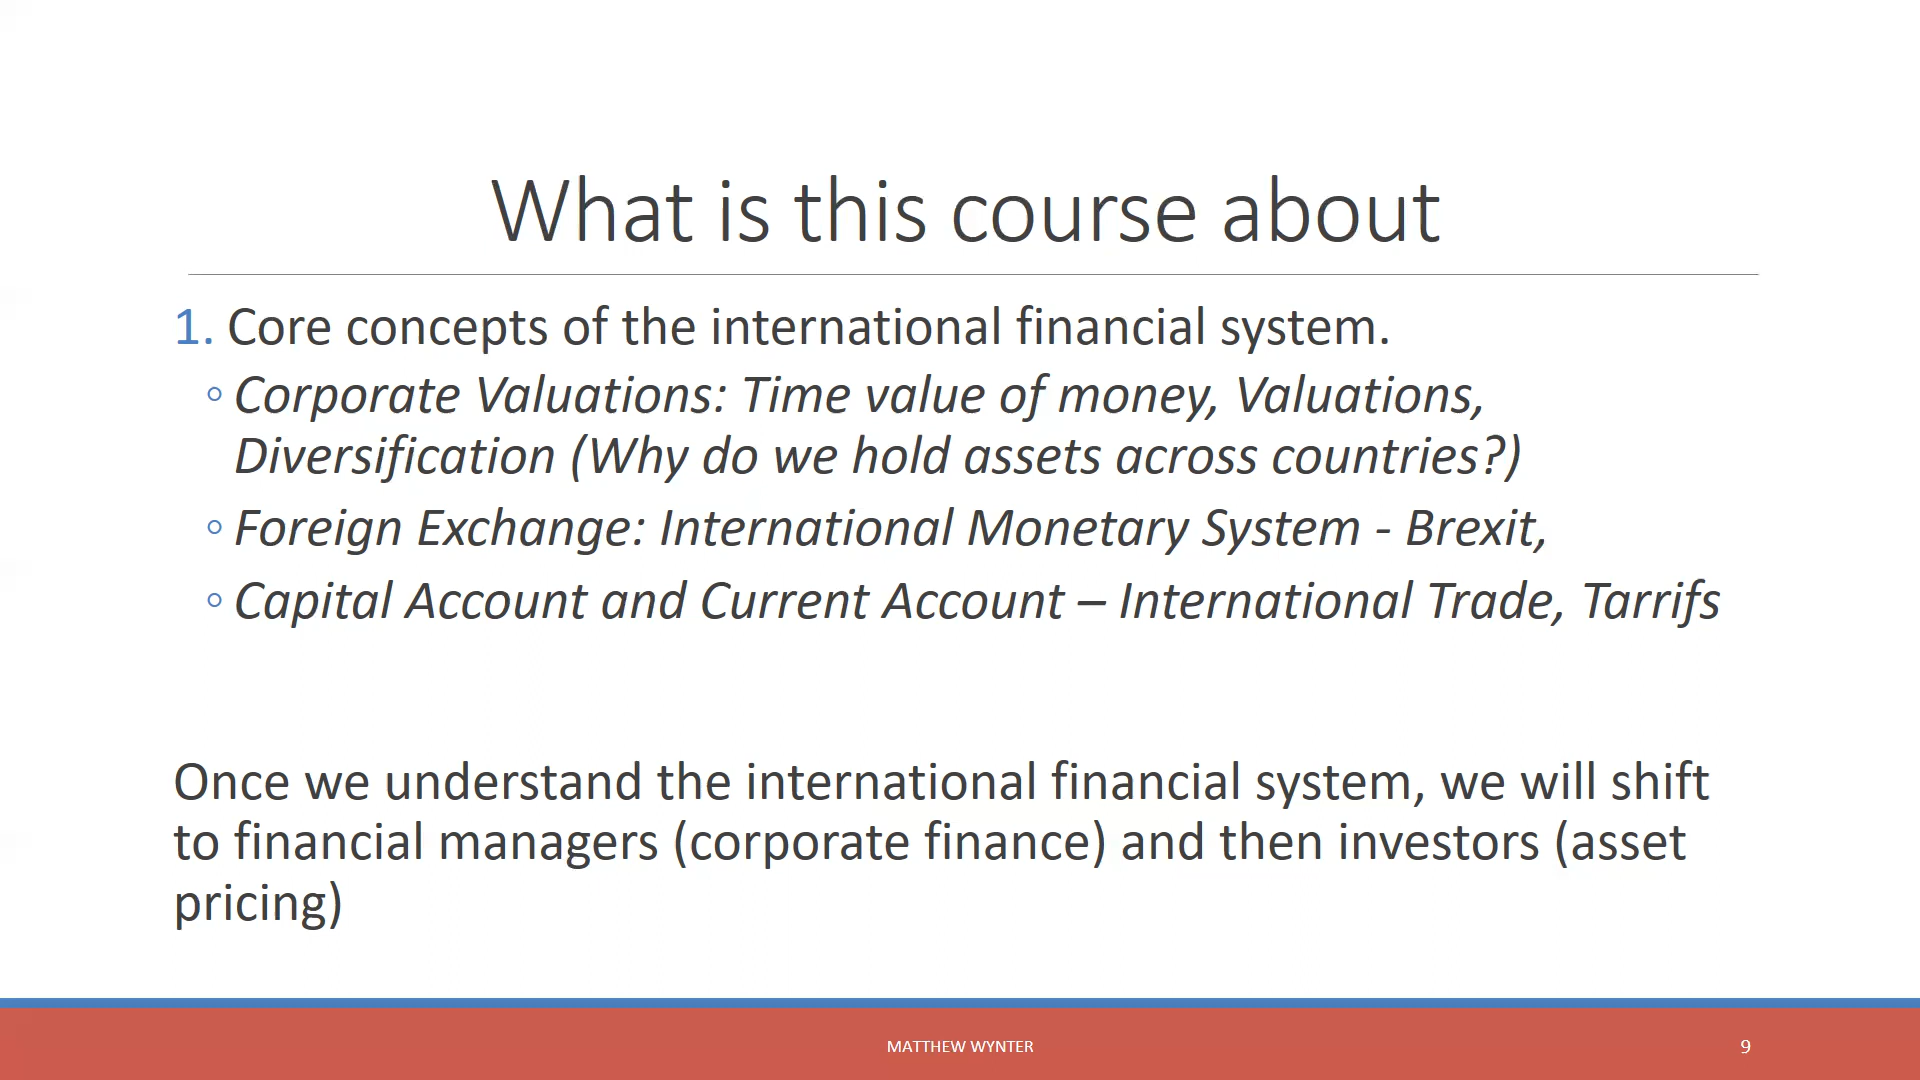 What is this course about
1. Core concepts of the international financial system.
◦ Corporate Valuations: Time value of money, Valuations,
Diversification (Why do we hold assets across countries?)
◦ Foreign Exchange: International Monetary System - Brexit,
◦ Capital Account and Current Account – International Trade, Tarrifs
Once we understand the international financial system, we will shift
to financial managers (corporate finance) and then investors (asset
pricing)
MATTHEW WYNTER
9